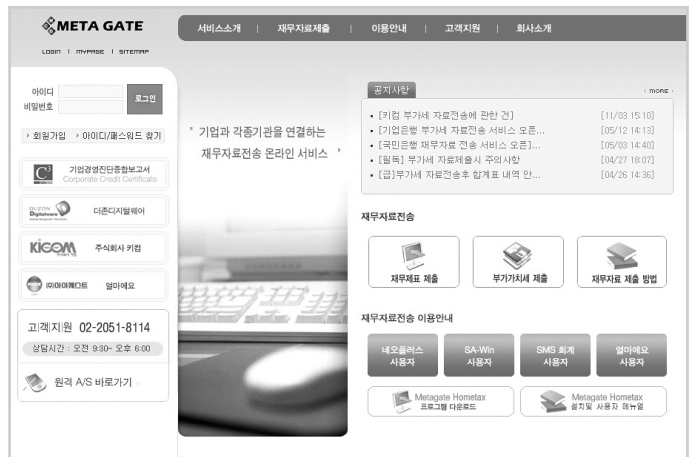 META GATE
LOGIN | MYPAGE | SITEMAP
서비스소개 | 재무자료제출 | 이용안내 | 고객지원 | 회사소개
아이디
비밀번호
로그인
› 회원가입 › 아이디/패스워드 찾기
C3
기업경영진단종합보고서
Corporate Credit Certificate
DUZON
Digitalware
더존디지털웨어
KICOM
주식회사 키컴
(주)아이퀘스트
얼마에요
고객지원 02-2051-8114
상담시간 : 오전 9:30~ 오후 6:00
원격 A/S 바로가기
" 기업과 각종기관을 연결하는
재무자료전송 온라인 서비스 "
공지사항
› MORE ›
• [키컴 부가세 자료전송에 관한 건] [11/03 15:10]
• [기업은행 부가세 자료전송 서비스 오픈... [05/12 14:13]
• [국민은행 재무자료 전송 서비스 오픈]... [05/03 14:40]
• [필독] 부가세 자료제출시 주의사항 [04/27 18:07]
• [급]부가세 자료전송후 합계표 내역 안... [04/26 14:36]
재무자료전송
재무제표 제출
부가가치세 제출
재무자료 제출 방법
재무자료전송 이용안내
네오플러스
사용자
SA-Win
사용자
SMS 회계
사용자
얼마에요
사용자
Metagate Hometax
프로그램 다운로드
Metagate Hometax
설치및 사용자 메뉴얼